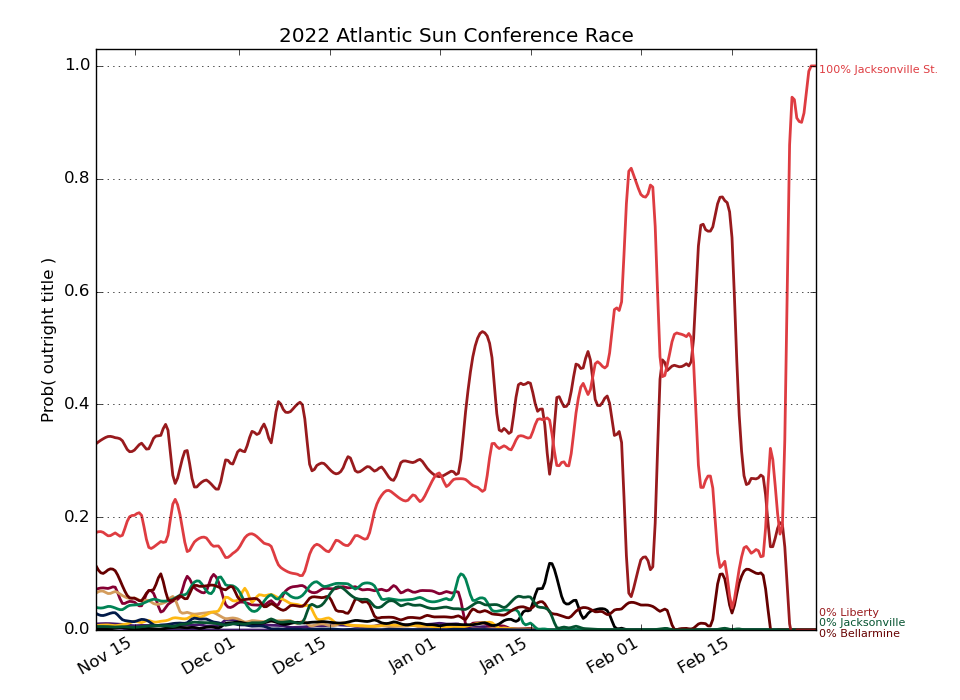 2022 Atlantic Sun Conference Race
Prob( outright title )
1.0
0.8
0.6
0.4
0.2
0.0
Nov 15
Dec 01
Dec 15
Jan 01
Jan 15
Feb 01
Feb 15
100% Jacksonville St.
0% Liberty
0% Jacksonville
0% Bellarmine